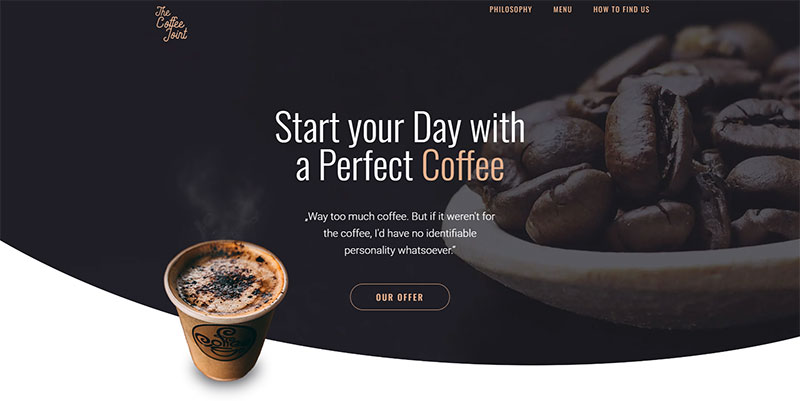 The
Coffee
Joint
PHILOSOPHY MENU HOW TO FIND US
Start your Day with
a Perfect Coffee
„Way too much coffee. But if it weren't for
the coffee, I'd have no identifiable
personality whatsoever.”
OUR OFFER
Coffee